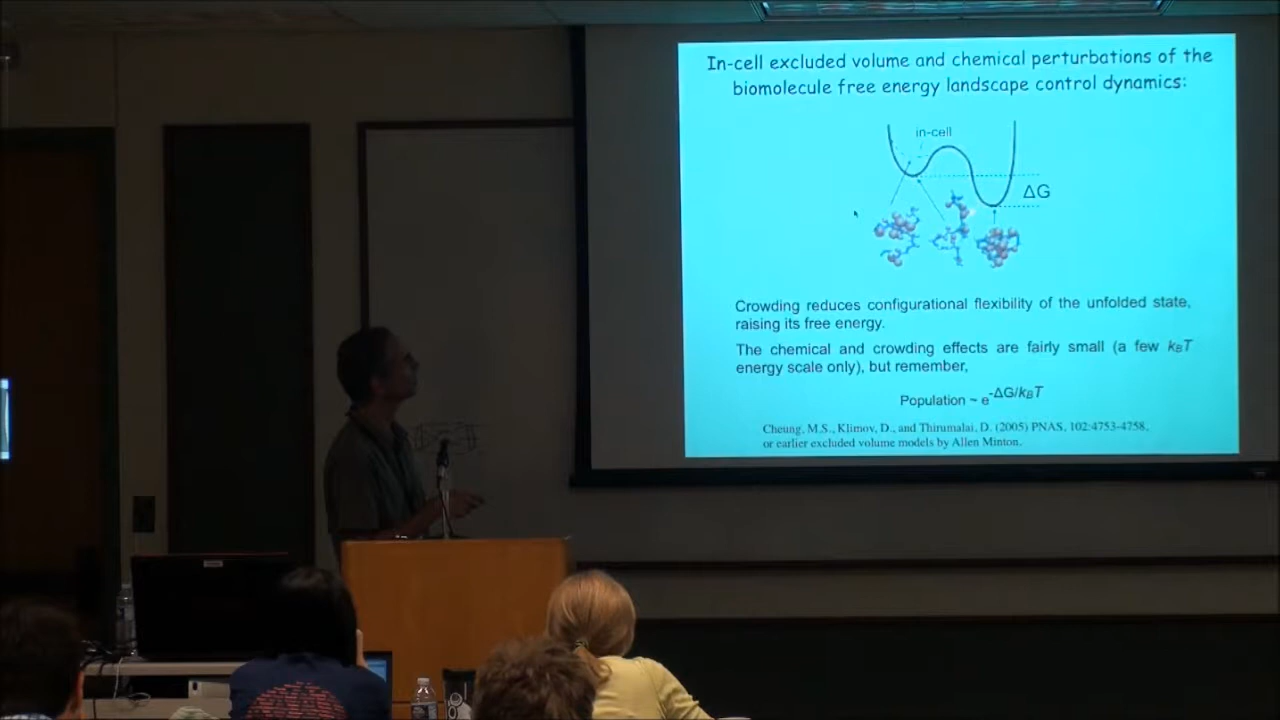 In-cell excluded volume and chemical perturbations of the
biomolecule free energy landscape control dynamics:
in-cell
ΔG
Crowding reduces configurational flexibility of the unfolded state,
raising its free energy.
The chemical and crowding effects are fairly small (a few kBT
energy scale only), but remember,
Population ~ e-ΔG/kBT
Cheung, M.S., Klimov, D., and Thirumalai, D. (2005) PNAS, 102:4753-4758,
or earlier excluded volume models by Allen Minton.